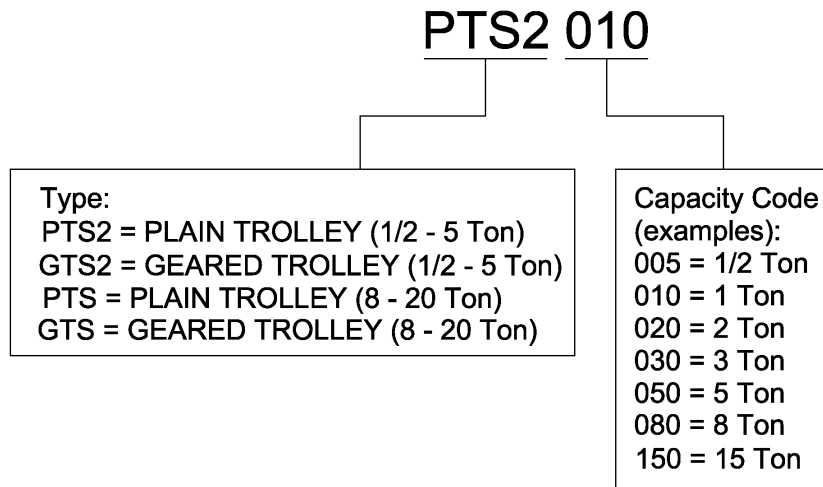 PTS2 010
Type:
PTS2 = PLAIN TROLLEY (1/2 - 5 Ton)
GTS2 = GEARED TROLLEY (1/2 - 5 Ton)
PTS = PLAIN TROLLEY (8 - 20 Ton)
GTS = GEARED TROLLEY (8 - 20 Ton)
Capacity Code
(examples):
005 = 1/2 Ton
010 = 1 Ton
020 = 2 Ton
030 = 3 Ton
050 = 5 Ton
080 = 8 Ton
150 = 15 Ton